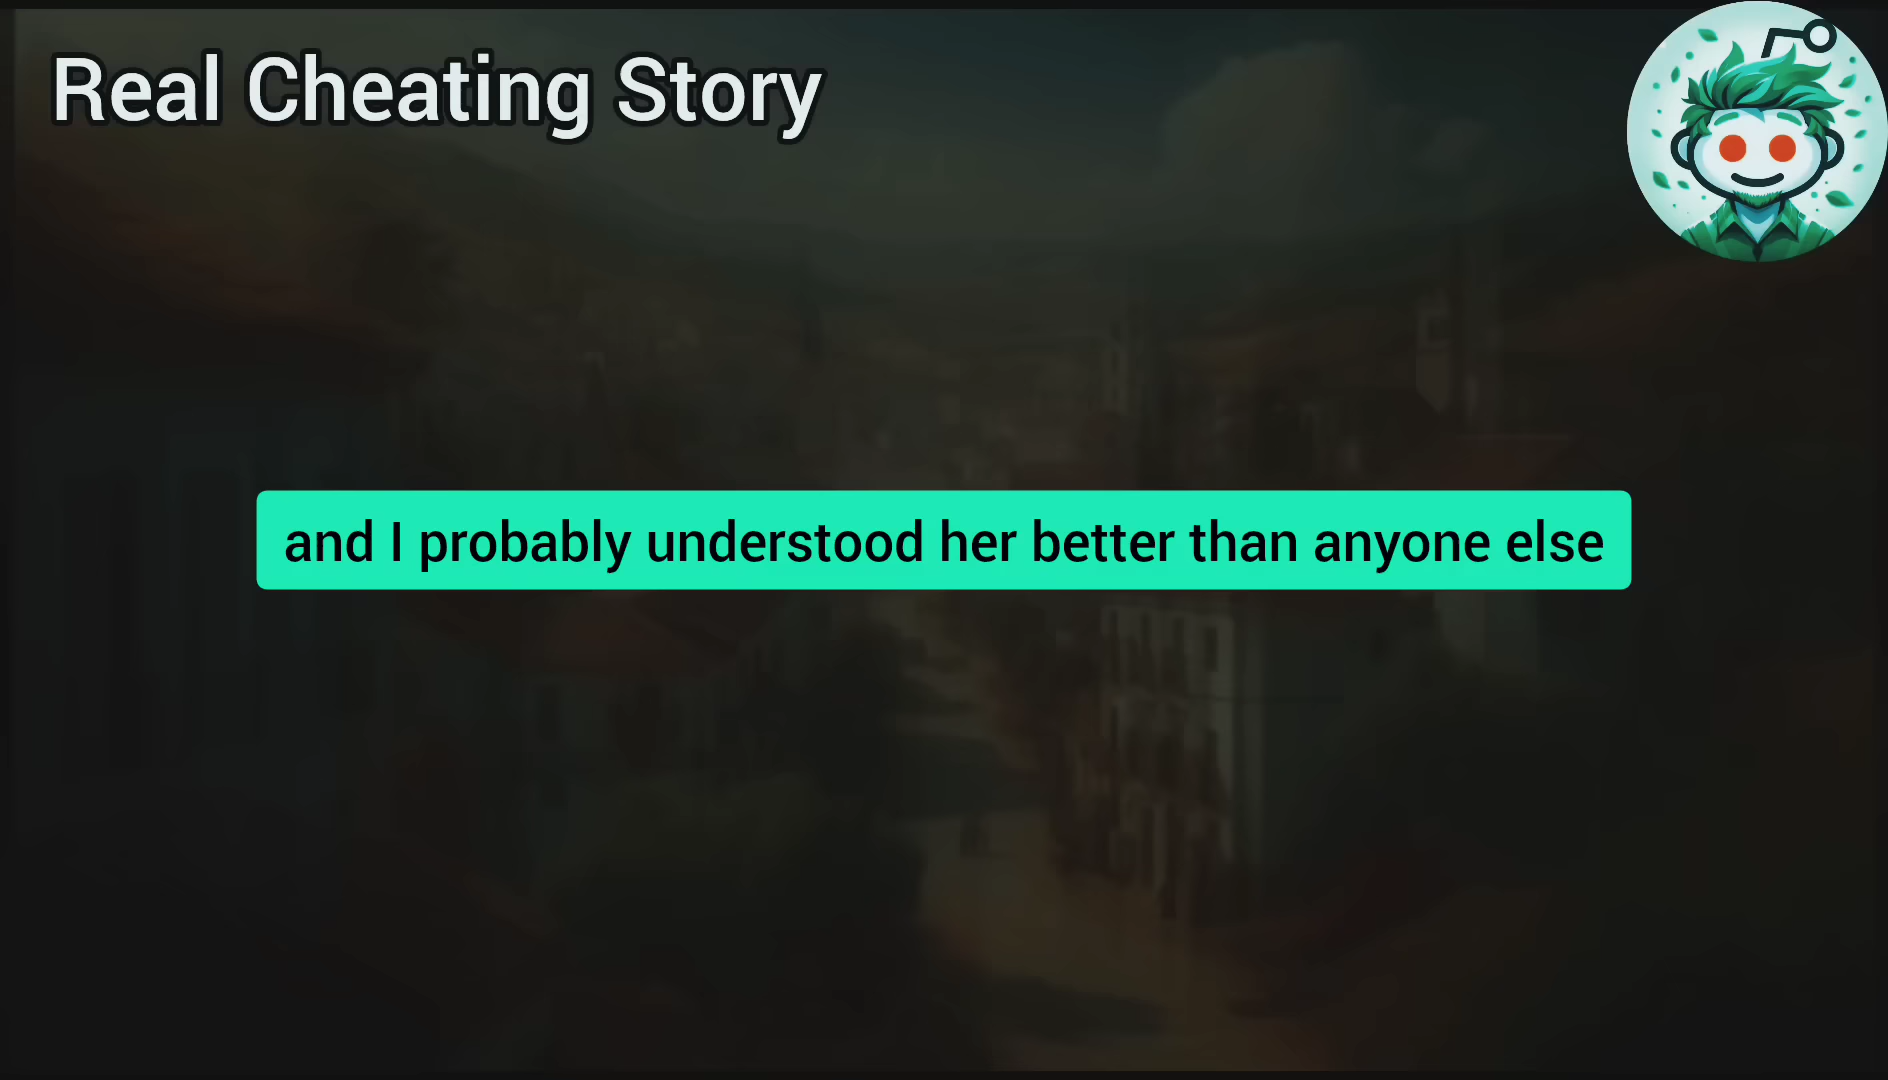 Real Cheating Story
and I probably understood her better than anyone else